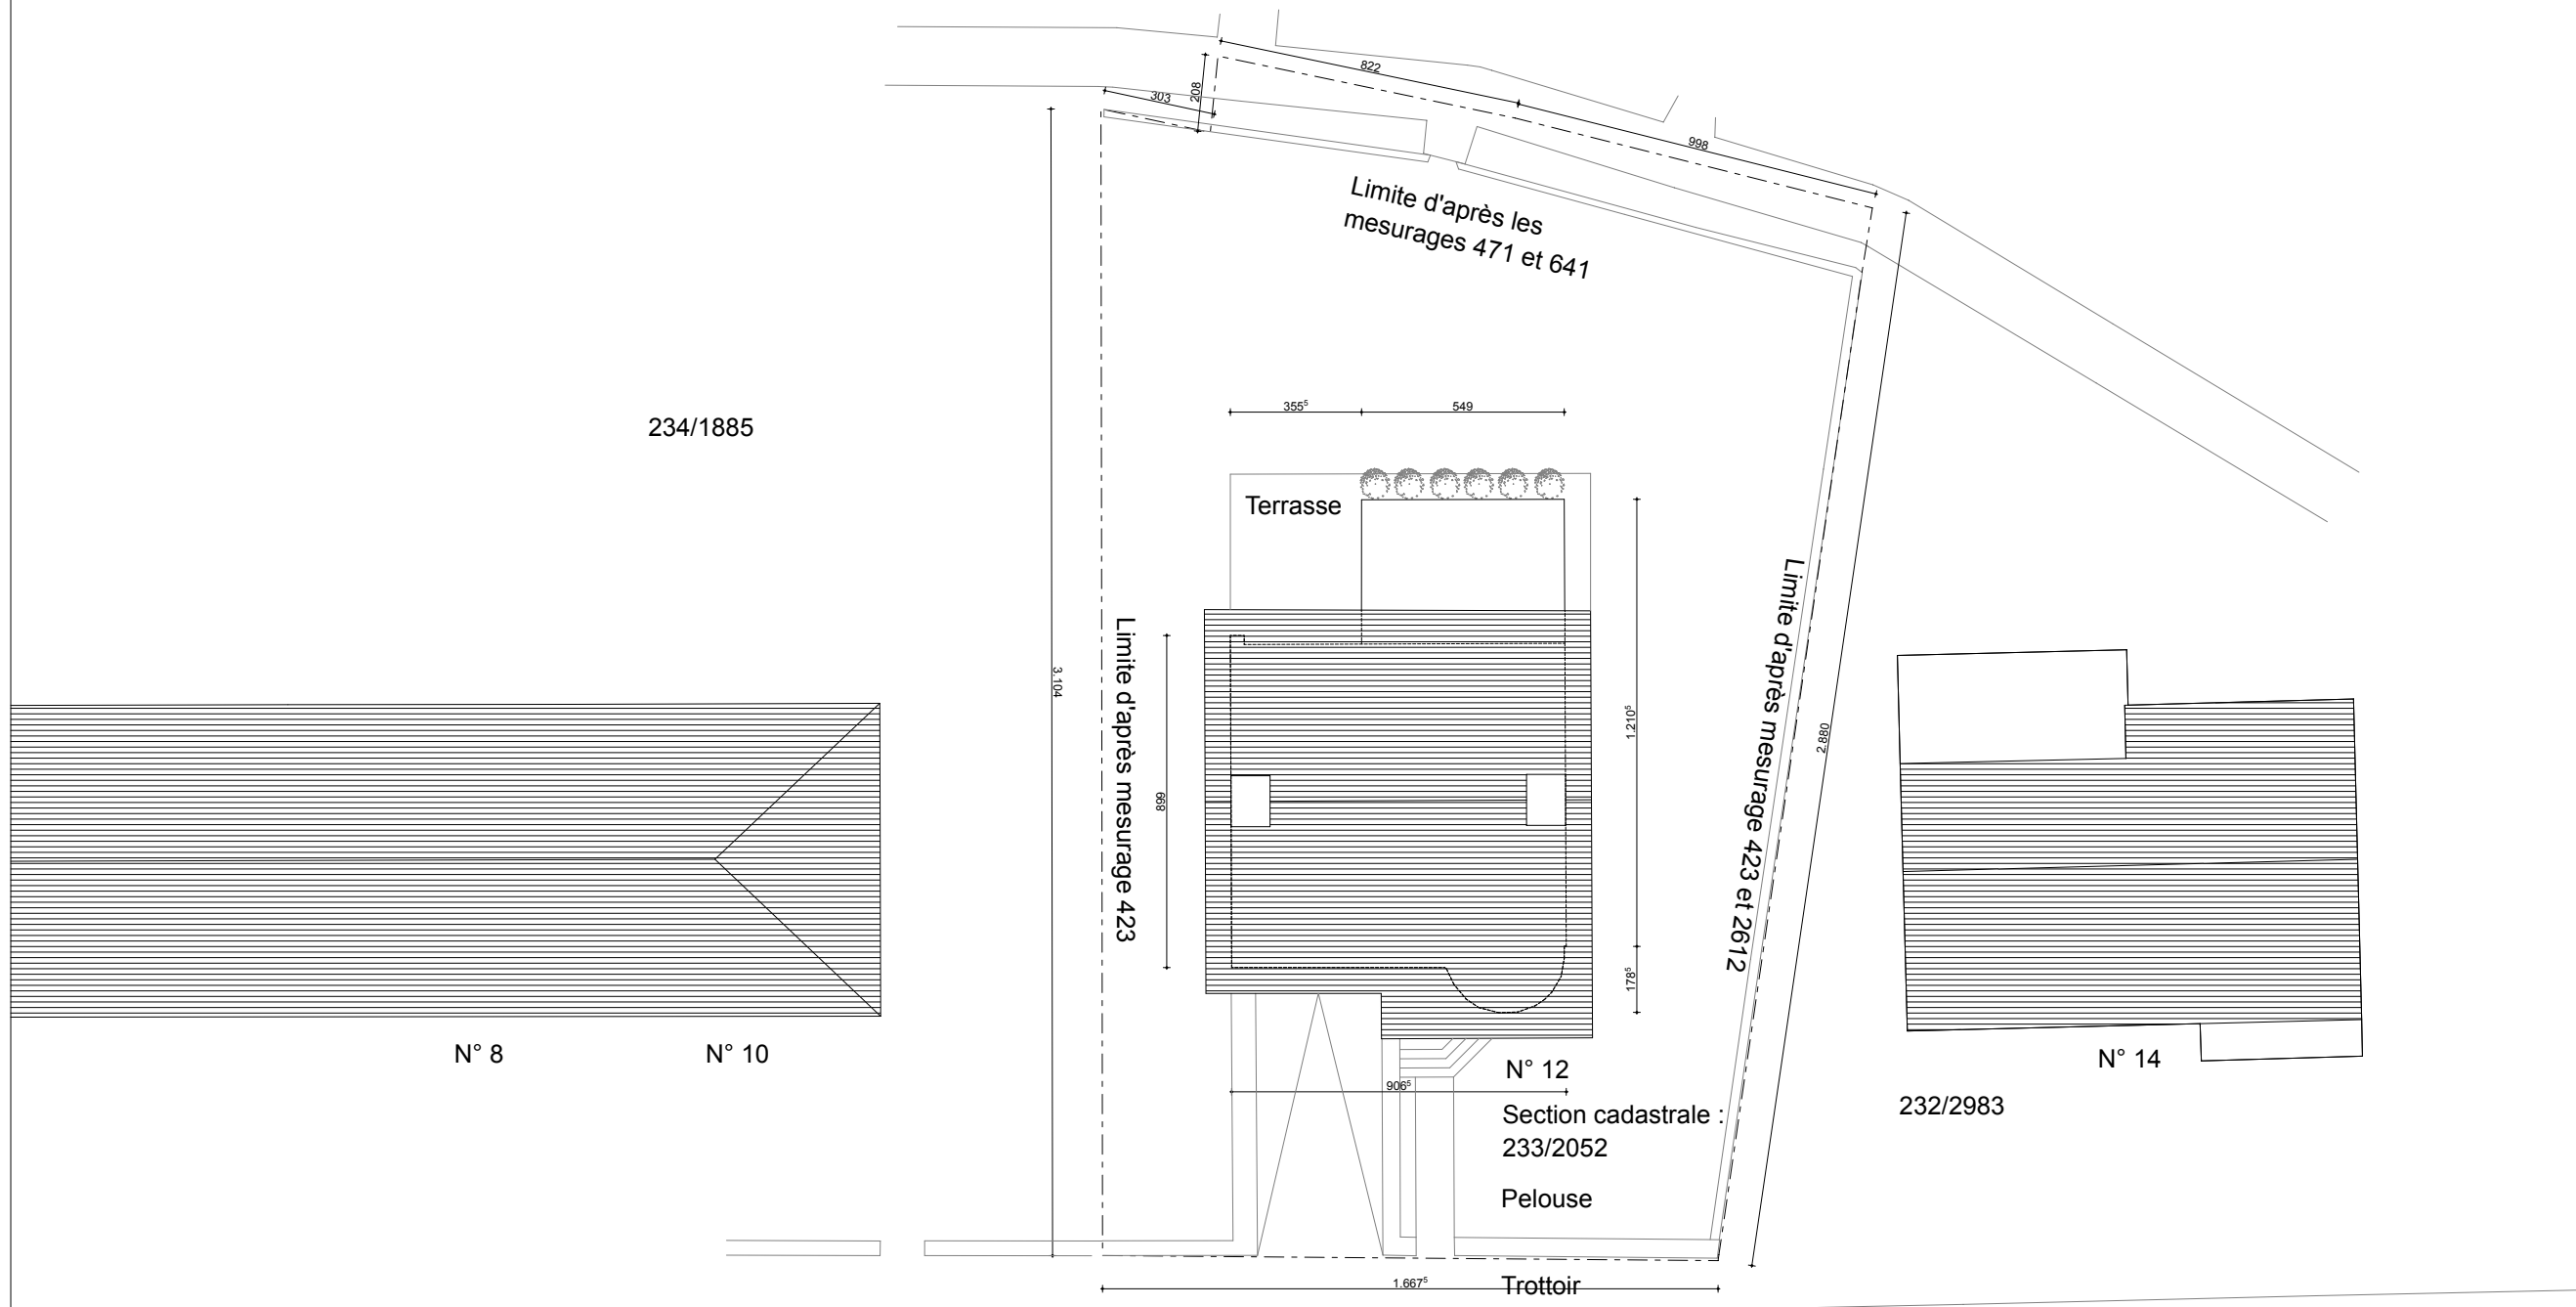 822
303
208
998
Limite d'après les
mesurages 471 et 641
355⁵
549
234/1885
Terrasse
Limite d'après mesurage 423
3.104
869
1.210⁵
178⁵
Limite d'après mesurage 423 et 2612
2.880
N° 8
N° 10
N° 12
N° 14
906⁵
Section cadastrale :
233/2052
232/2983
Pelouse
1.667⁵
Trottoir